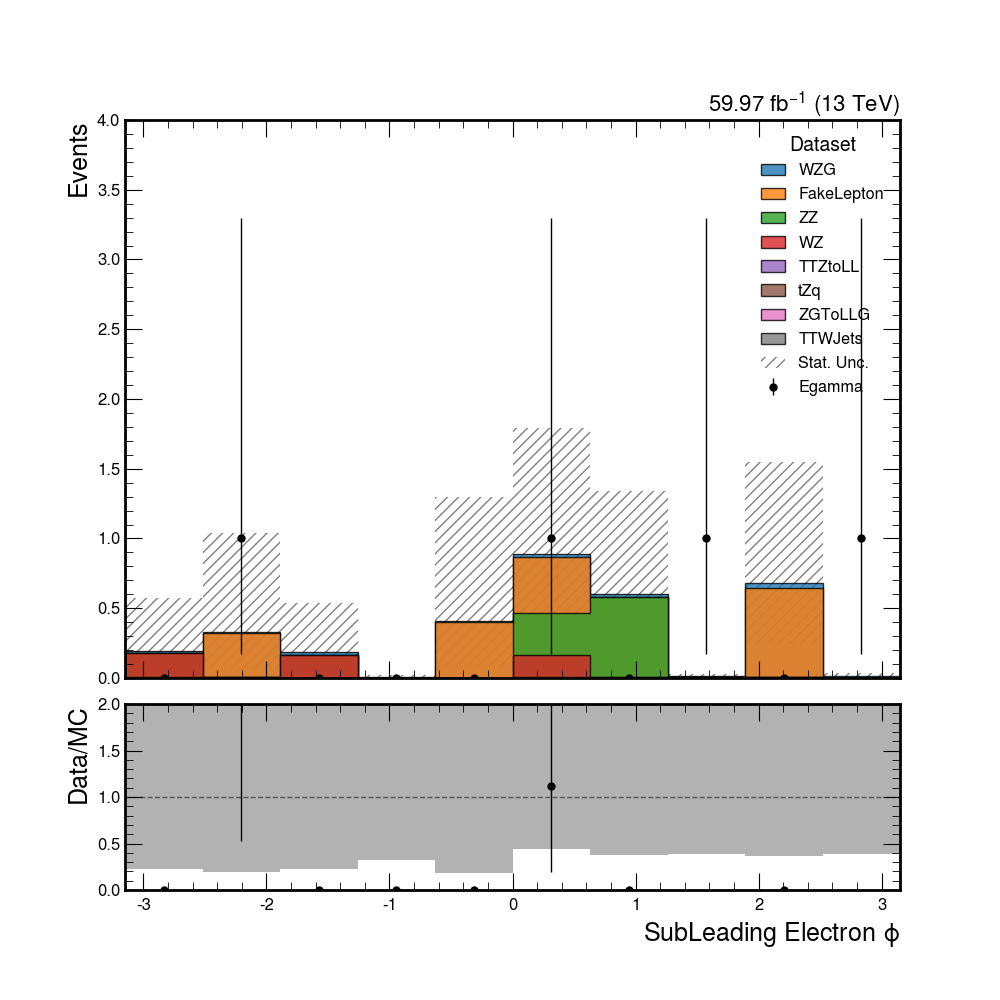 59.97 fb⁻¹ (13 TeV)
Events
4.0
3.5
3.0
2.5
2.0
1.5
1.0
0.5
0.0
Dataset
WZG
FakeLepton
ZZ
WZ
TTZtoLL
tZq
ZGToLLG
TTWJets
Stat. Unc.
Egamma
Data/MC
2.0
1.5
1.0
0.5
0.0
-3 -2 -1 0 1 2 3
SubLeading Electron ϕ